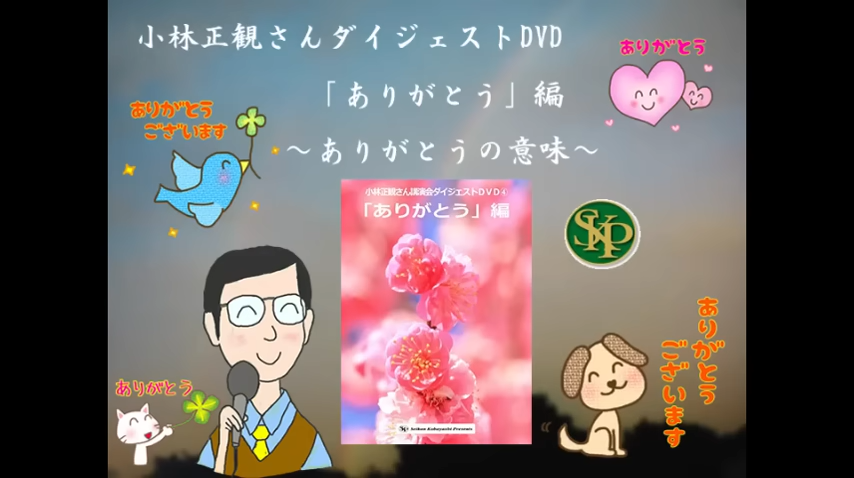 小林正観さんダイジェストDVD
「ありがとう」編
～ありがとうの意味～
ありがとう
ありがとう
ございます
小林正観さん講演会ダイジェストDVD④
「ありがとう」編
SKP
ありがとう
ありがとう
ございます
Seikan Kobayashi Presents